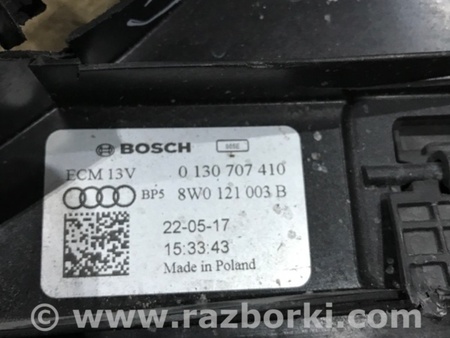 BOSCH
ECM 13V 0 130 707 410
BP5 8W0 121 003 B
22-05-17
15:33:43
Made in Poland
© www.razborki.com